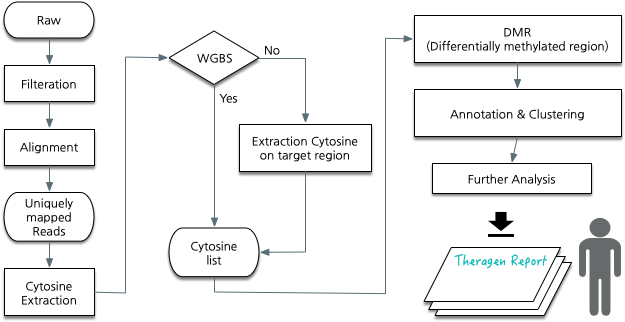 Raw
Filteration
Alignment
Uniquely
mapped
Reads
Cytosine
Extraction
WGBS
No
Yes
Extraction Cytosine
on target region
Cytosine
list
DMR
(Differentially methylated region)
Annotation & Clustering
Further Analysis
Theragen Report